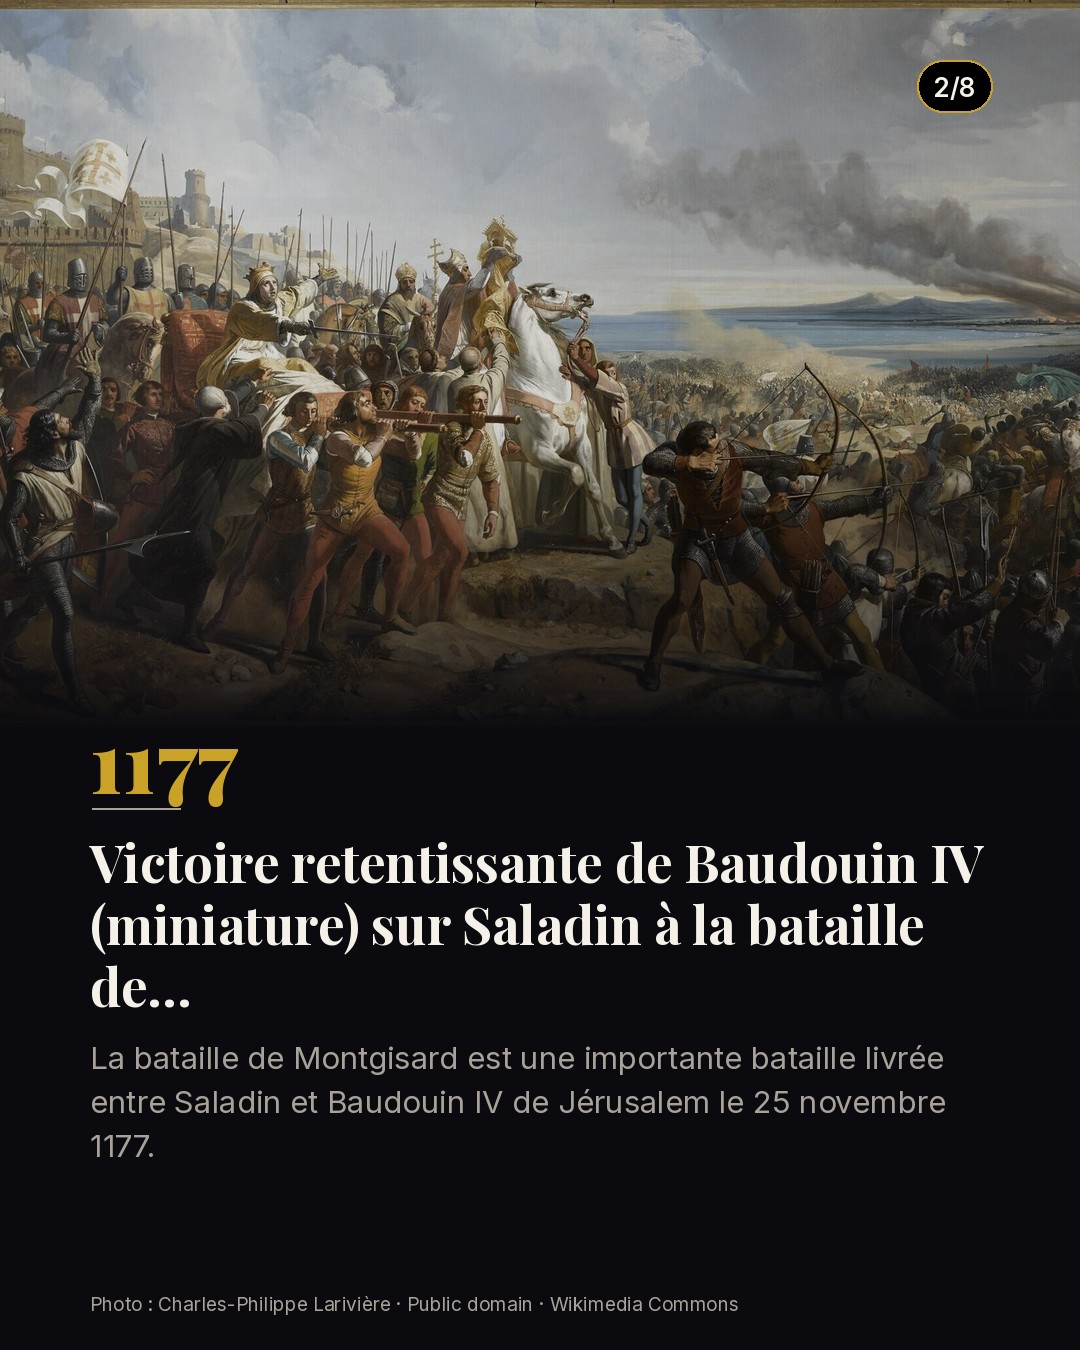 2/8
1177
Victoire retentissante de Baudouin IV
(miniature) sur Saladin à la bataille
de...
La bataille de Montgisard est une importante bataille livrée
entre Saladin et Baudouin IV de Jérusalem le 25 novembre
1177.
Photo : Charles-Philippe Larivière · Public domain · Wikimedia Commons